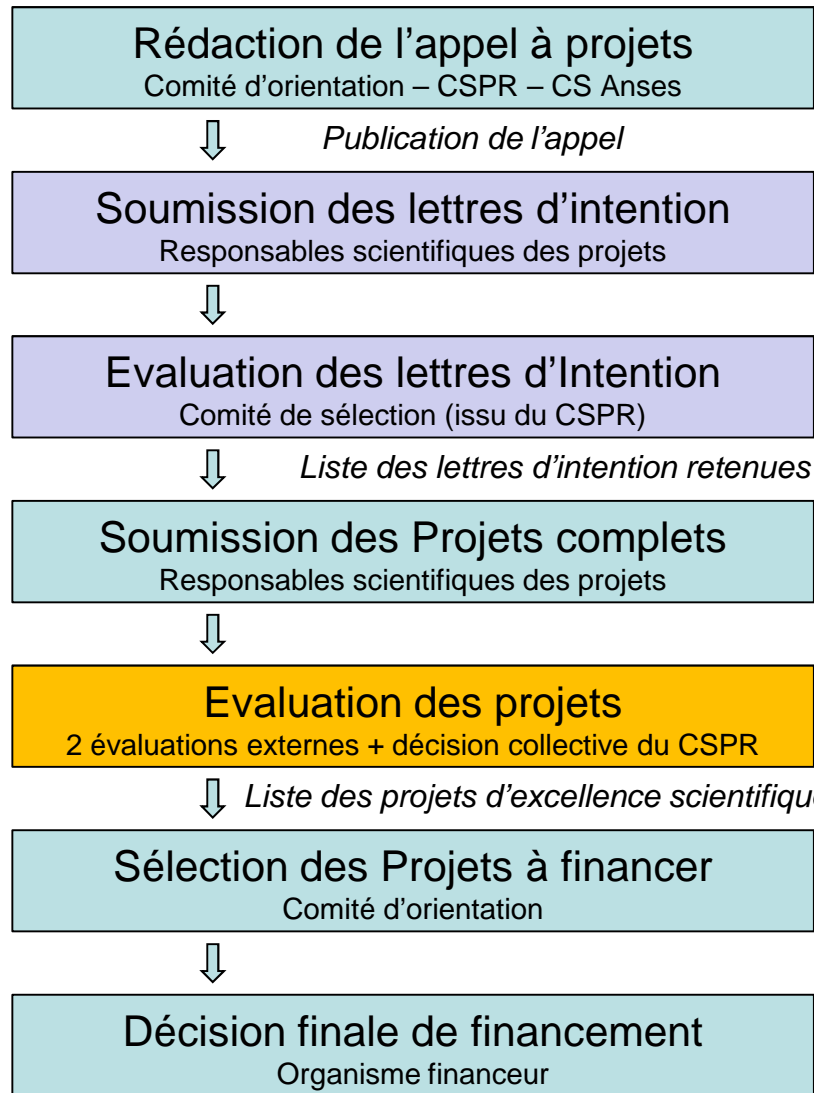 Rédaction de l’appel à projets
Comité d’orientation – CSPR – CS Anses
Publication de l’appel
Soumission des lettres d’intention
Responsables scientifiques des projets
Evaluation des lettres d’Intention
Comité de sélection (issu du CSPR)
Liste des lettres d’intention retenues
Soumission des Projets complets
Responsables scientifiques des projets
Evaluation des projets
2 évaluations externes + décision collective du CSPR
Liste des projets d’excellence scientifique
Sélection des Projets à financer
Comité d’orientation
Décision finale de financement
Organisme financeur